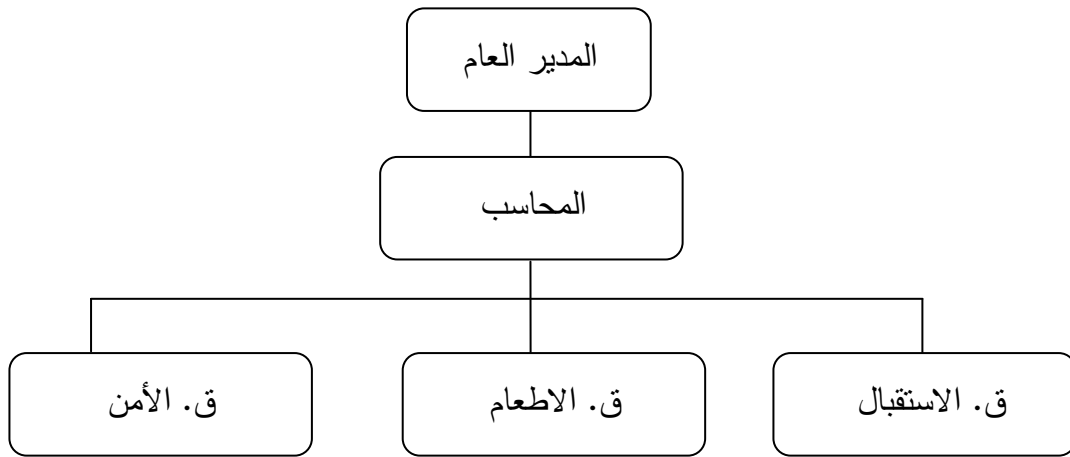 المدير العام
المحاسب
ق. الاستقبال
ق. الاطعام
ق. الأمن